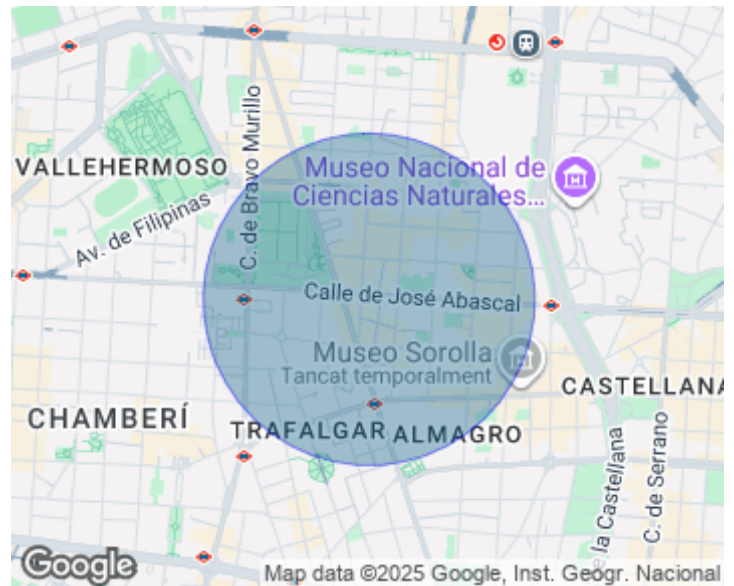 VALLEHERMOSO
Museo Nacional de
Ciencias Naturales...
C. de Bravo Murillo
Av. de Filipinas
Calle de José Abascal
Museo Sorolla
Tancat temporalment
CASTELLANA
CHAMBERÍ
TRAFALGAR
ALMAGRO
e la Castellana
C. de Serrano
Google
Map data ©2025 Google, Inst. Geogr. Nacional